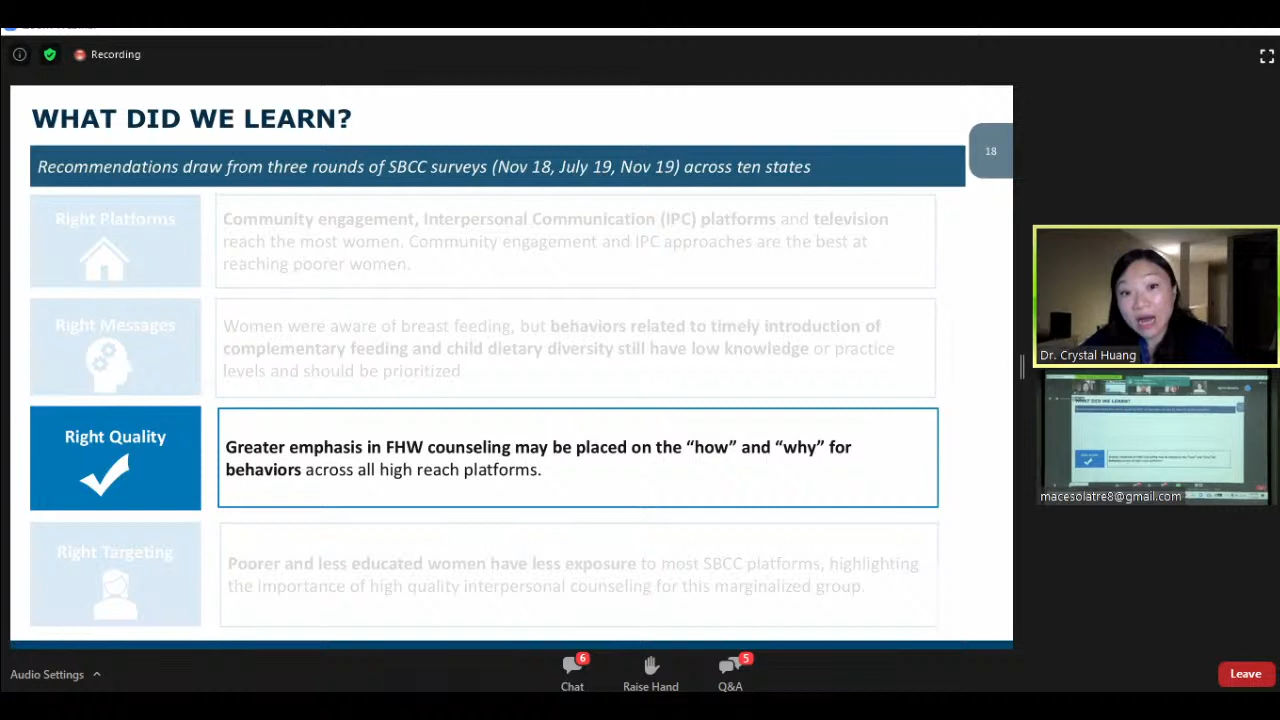 Recording
WHAT DID WE LEARN?
18
Recommendations draw from three rounds of SBCC surveys (Nov 18, July 19, Nov 19) across ten states
Right Platforms
Community engagement, Interpersonal Communication (IPC) platforms and television
reach the most women. Community engagement and IPC approaches are the best at
reaching poorer women.
Right Messages
Women were aware of breast feeding, but behaviors related to timely introduction of
complementary feeding and child dietary diversity still have low knowledge or practice
levels and should be prioritized
Right Quality
Greater emphasis in FHW counseling may be placed on the “how” and “why” for
behaviors across all high reach platforms.
Right Targeting
Poorer and less educated women have less exposure to most SBCC platforms, highlighting
the importance of high quality interpersonal counseling for this marginalized group.
Dr. Crystal Huang
WHAT DID WE LEARN?
macesolatre8@gmail.com
Audio Settings
6
Chat
Raise Hand
5
Q&A
Leave